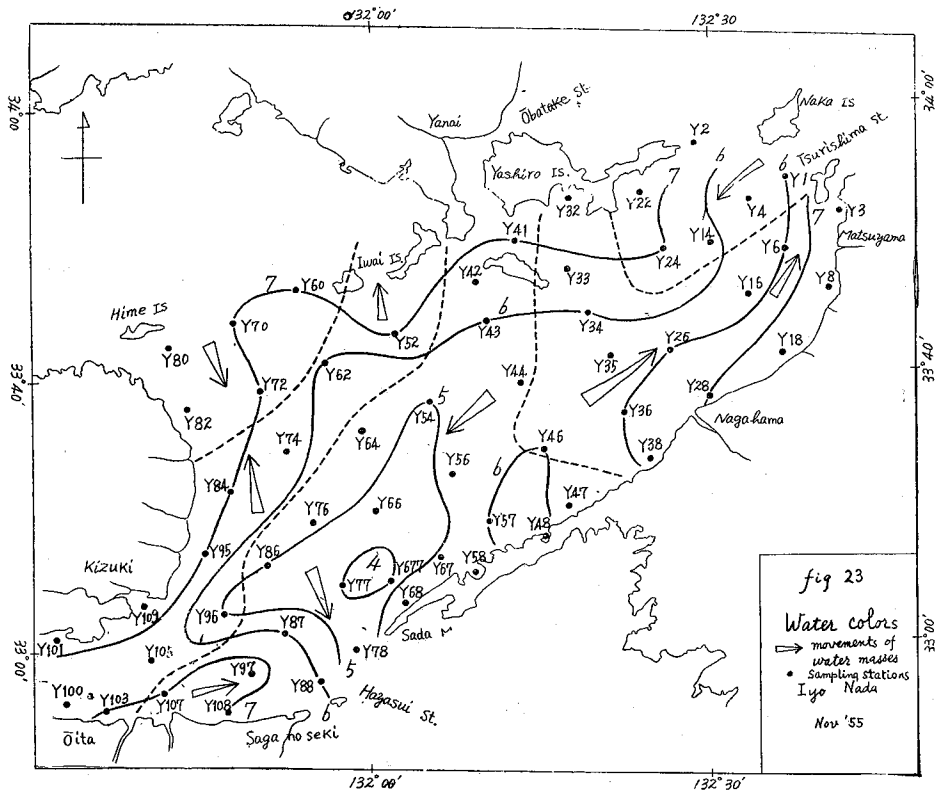 132°00'
132°30'
34°00
34°00
Naka Is
Ōbatake St.
Yanai
Tsurishima St.
Y2
6
6
Y1
Yashiro Is.
7
Y32
Y22
Y4
7
Y3
Matsuyama
Y41
Y14
Y6
Y24
Iwai Is
Y42
Y33
Y8
Y16
7
Y60
Hime Is
Y70
6
Y43
Y34
Y52
Y80
Y26
Y18
Y35
33°40'
33°40'
Y62
Y72
Y44
Y28
5
Y54
Y36
Nagahama
Y82
Y64
Y74
Y46
Y38
6
Y56
Y84
Y66
Y47
Y76
Y57
Y48
Y95
Y86
Y67
Y58
4
Kizuki
Y77
Y677
Y68
Y109
Y96
Y87
Sada M
Y101
Y105
Y78
33°00
33°00'
5
Y97
Y88
Hazasui St.
Y100
Y103
Y107
Y108
7
6
Ōita
Saga no seki
132°00'
132°30
fig 23
Water colors
movements of
water masses
Sampling stations
Iyo Nada
Nov '55